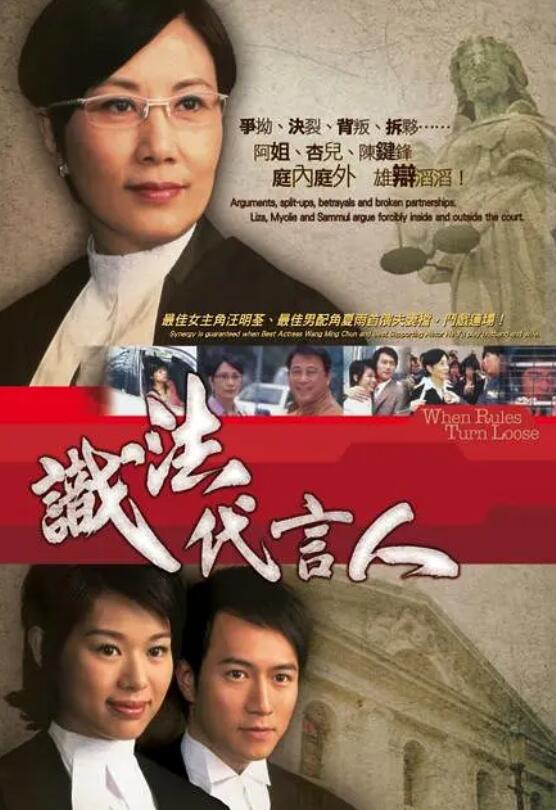 爭拗、決裂、背叛、拆夥……
阿姐、杏兒、陳鍵鋒
庭內庭外 雄辯滔滔！
Arguments, split-ups, betrayals and broken partnerships.
Liza, Myolie and Sammul argue forcibly inside and outside the court.
最佳女主角汪明荃、最佳男配角夏雨首破夫妻檔，鬥戲連場！
Synergy is guaranteed when Best Actress Wang Ming Chun and Best Supporting Actor play husband and wife.
When Rules
Turn Loose
識法
代言人